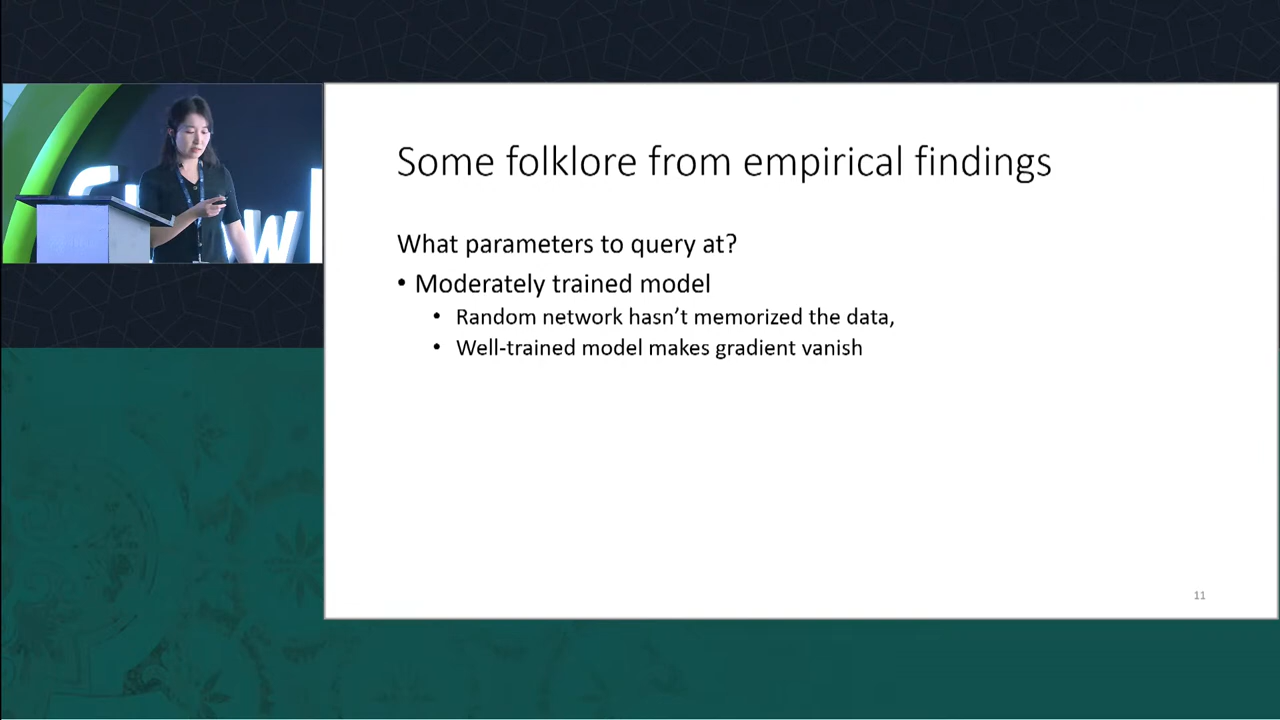 Some folklore from empirical findings
What parameters to query at?
• Moderately trained model
• Random network hasn't memorized the data,
• Well-trained model makes gradient vanish
11